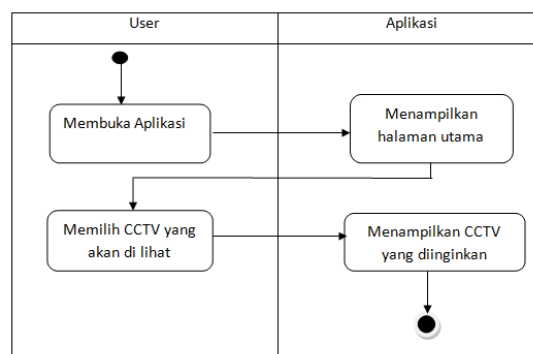 User
Aplikasi
Membuka Aplikasi
Menampilkan
halaman utama
Memilih CCTV yang
akan di lihat
Menampilkan CCTV
yang diinginkan